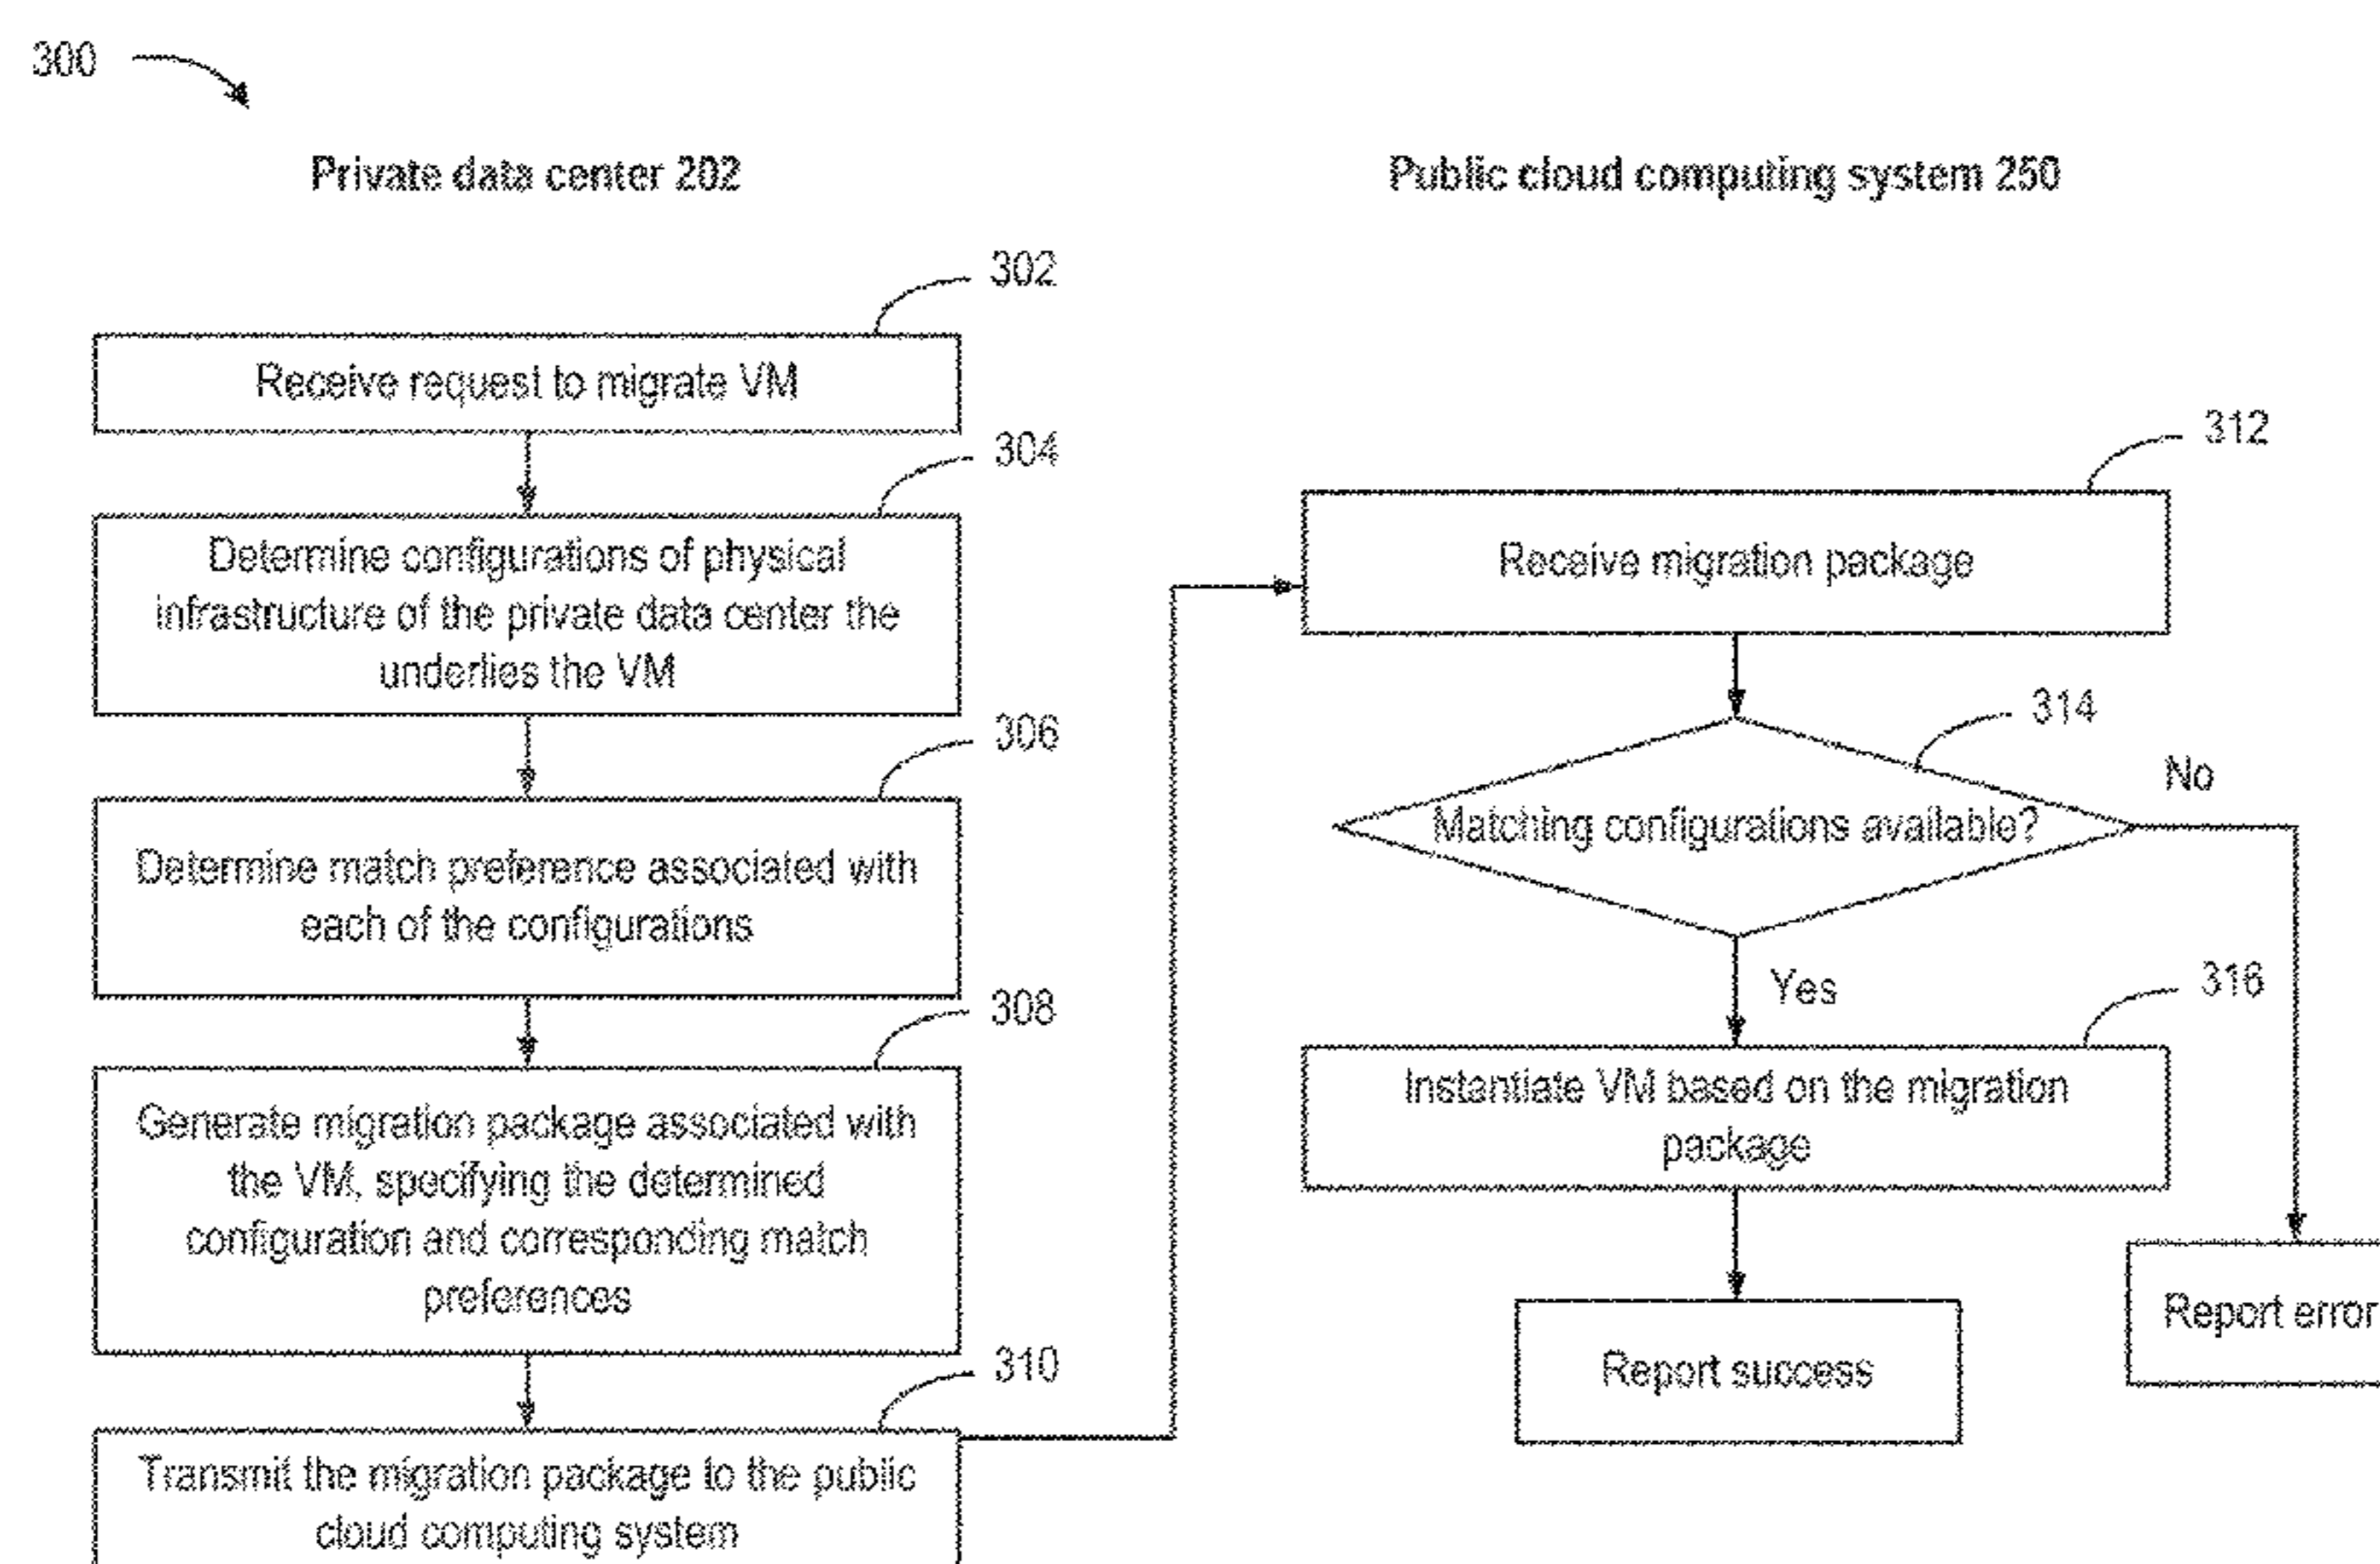 300
Private data center 202
302
Receive request to migrate VM
304
Determine configurations of physical
infrastructure of the private data center the
underlies the VM
306
Determine match preference associated with
each of the configurations
308
Generate migration package associated with
the VM, specifying the determined
configuration and corresponding match
preferences
310
Transmit the migration package to the public
cloud computing system
Public cloud computing system 250
312
Receive migration package
314
Matching configurations available?
No
Yes
316
Instantiate VM based on the migration
package
Report success
Report error